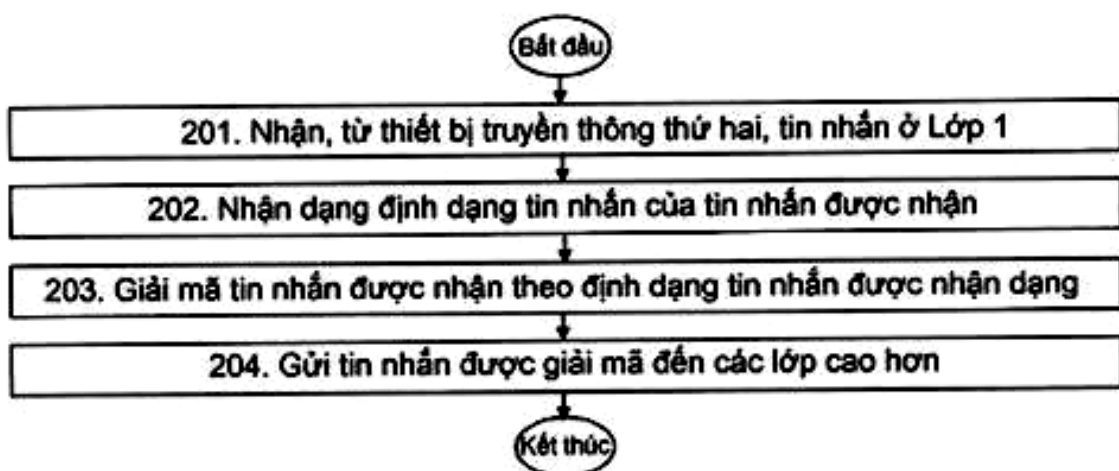 Bắt đầu
201. Nhận, từ thiết bị truyền thông thứ hai, tin nhắn ở Lớp 1
202. Nhận dạng định dạng tin nhắn của tin nhắn được nhận
203. Giải mã tin nhắn được nhận theo định dạng tin nhắn được nhận dạng
204. Gửi tin nhắn được giải mã đến các lớp cao hơn
Kết thúc